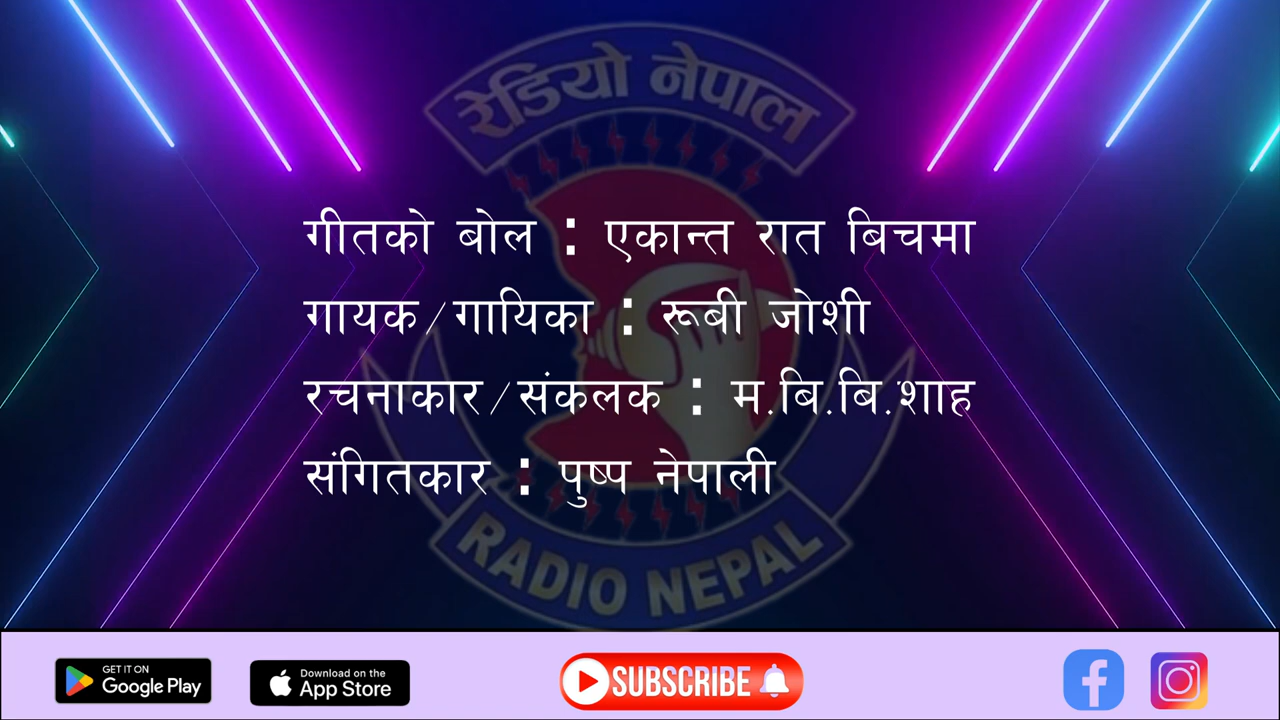 रेडियो नेपाल
गीतको बोल : एकान्त रात बिचमा
गायक/गायिका : रूबी जोशी
रचनाकार/संकलक : म.बि.बि.शाह
संगितकार : पुष्प नेपाली
RADIO NEPAL
GET IT ON
Google Play
Download on the
App Store
SUBSCRIBE